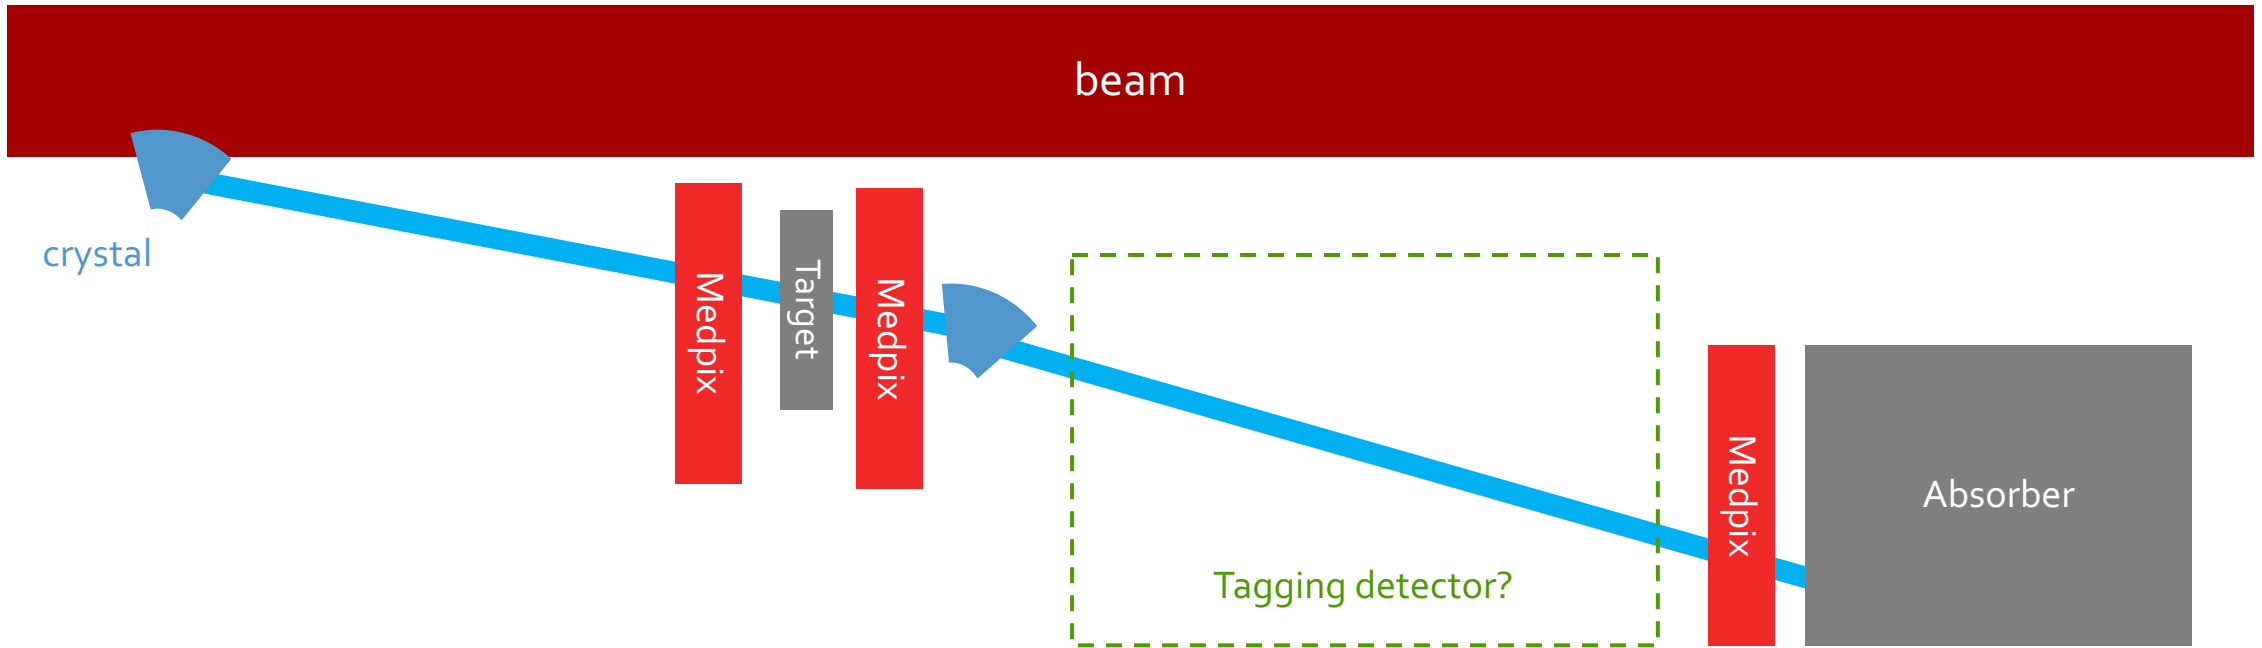 beam
crystal
Medpix
Target
Medpix
Medpix
Absorber
Tagging detector?